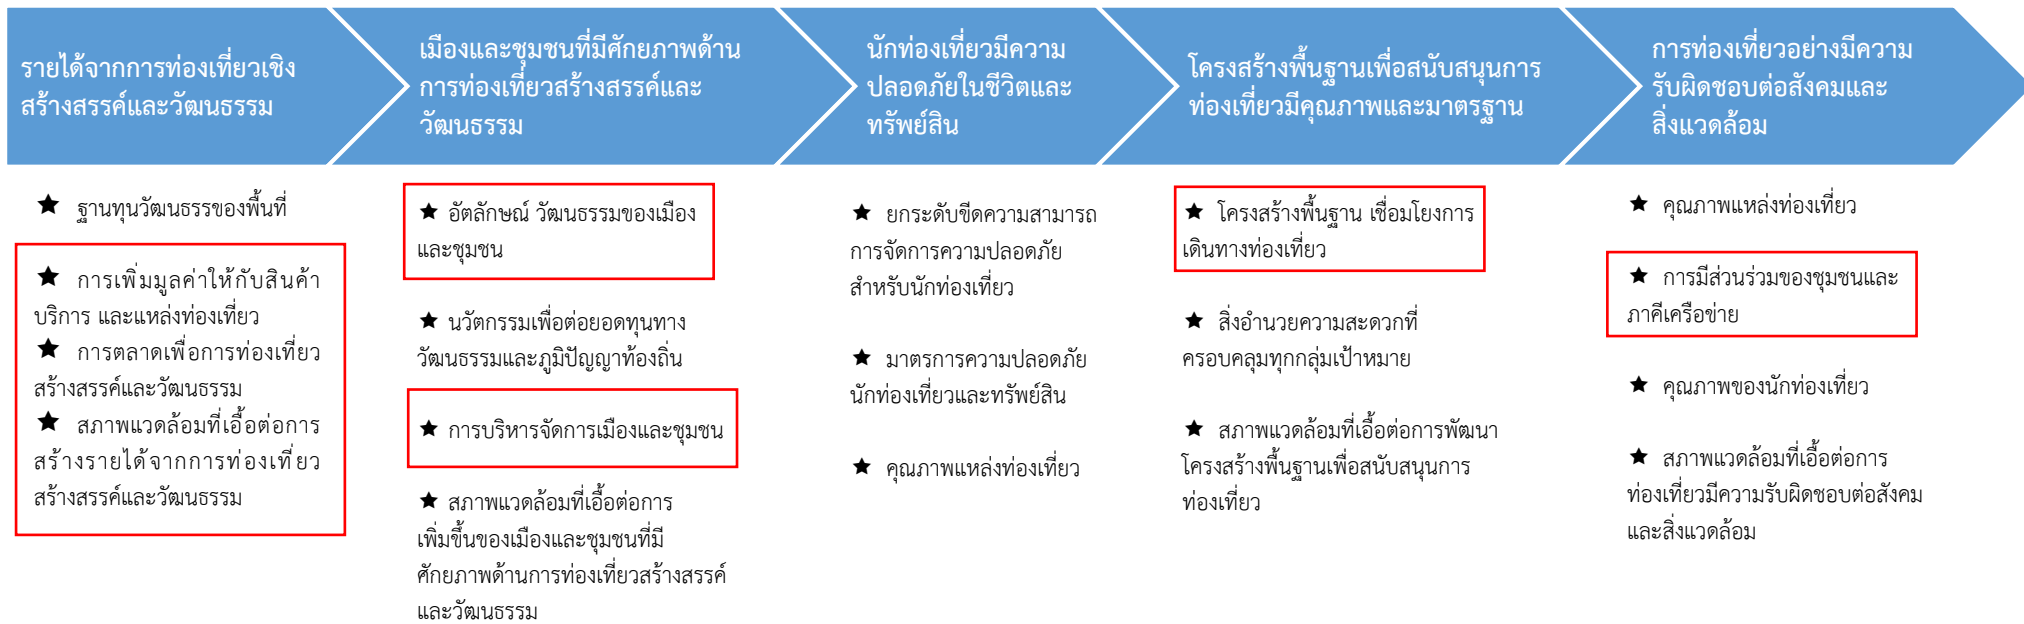 รายได้จากการท่องเที่ยวเชิง
สร้างสรรค์และวัฒนธรรม
เมืองและชุมชนที่มีศักยภาพด้าน
การท่องเที่ยวสร้างสรรค์และ
วัฒนธรรม
นักท่องเที่ยวมีความ
ปลอดภัยในชีวิตและ
ทรัพย์สิน
โครงสร้างพื้นฐานเพื่อสนับสนุนการ
ท่องเที่ยวมีคุณภาพและมาตรฐาน
การท่องเที่ยวอย่างมีความ
รับผิดชอบต่อสังคมและ
สิ่งแวดล้อม
★ ฐานทุนวัฒนธรรของพื้นที่
★ การเพิ่มมูลค่าให้กับสินค้า
บริการ และแหล่งท่องเที่ยว
★ การตลาดเพื่อการท่องเที่ยว
สร้างสรรค์และวัฒนธรรม
★ สภาพแวดล้อมที่เอื้อต่อการ
สร้างรายได้จากการท่องเที่ยว
สร้างสรรค์และวัฒนธรรม
★ อัตลักษณ์ วัฒนธรรมของเมือง
และชุมชน
★ นวัตกรรมเพื่อต่อยอดทุนทาง
วัฒนธรรมและภูมิปัญญาท้องถิ่น
★ การบริหารจัดการเมืองและชุมชน
★ สภาพแวดล้อมที่เอื้อต่อการ
เพิ่มขึ้นของเมืองและชุมชนที่มี
ศักยภาพด้านการท่องเที่ยวสร้างสรรค์
และวัฒนธรรม
★ ยกระดับขีดความสามารถ
การจัดการความปลอดภัย
สำหรับนักท่องเที่ยว
★ มาตรการความปลอดภัย
นักท่องเที่ยวและทรัพย์สิน
★ คุณภาพแหล่งท่องเที่ยว
★ โครงสร้างพื้นฐาน เชื่อมโยงการ
เดินทางท่องเที่ยว
★ สิ่งอำนวยความสะดวกที่
ครอบคลุมทุกกลุ่มเป้าหมาย
★ สภาพแวดล้อมที่เอื้อต่อการพัฒนา
โครงสร้างพื้นฐานเพื่อสนับสนุนการ
ท่องเที่ยว
★ คุณภาพแหล่งท่องเที่ยว
★ การมีส่วนร่วมของชุมชนและ
ภาคีเครือข่าย
★ คุณภาพของนักท่องเที่ยว
★ สภาพแวดล้อมที่เอื้อต่อการ
ท่องเที่ยวมีความรับผิดชอบต่อสังคม
และสิ่งแวดล้อม